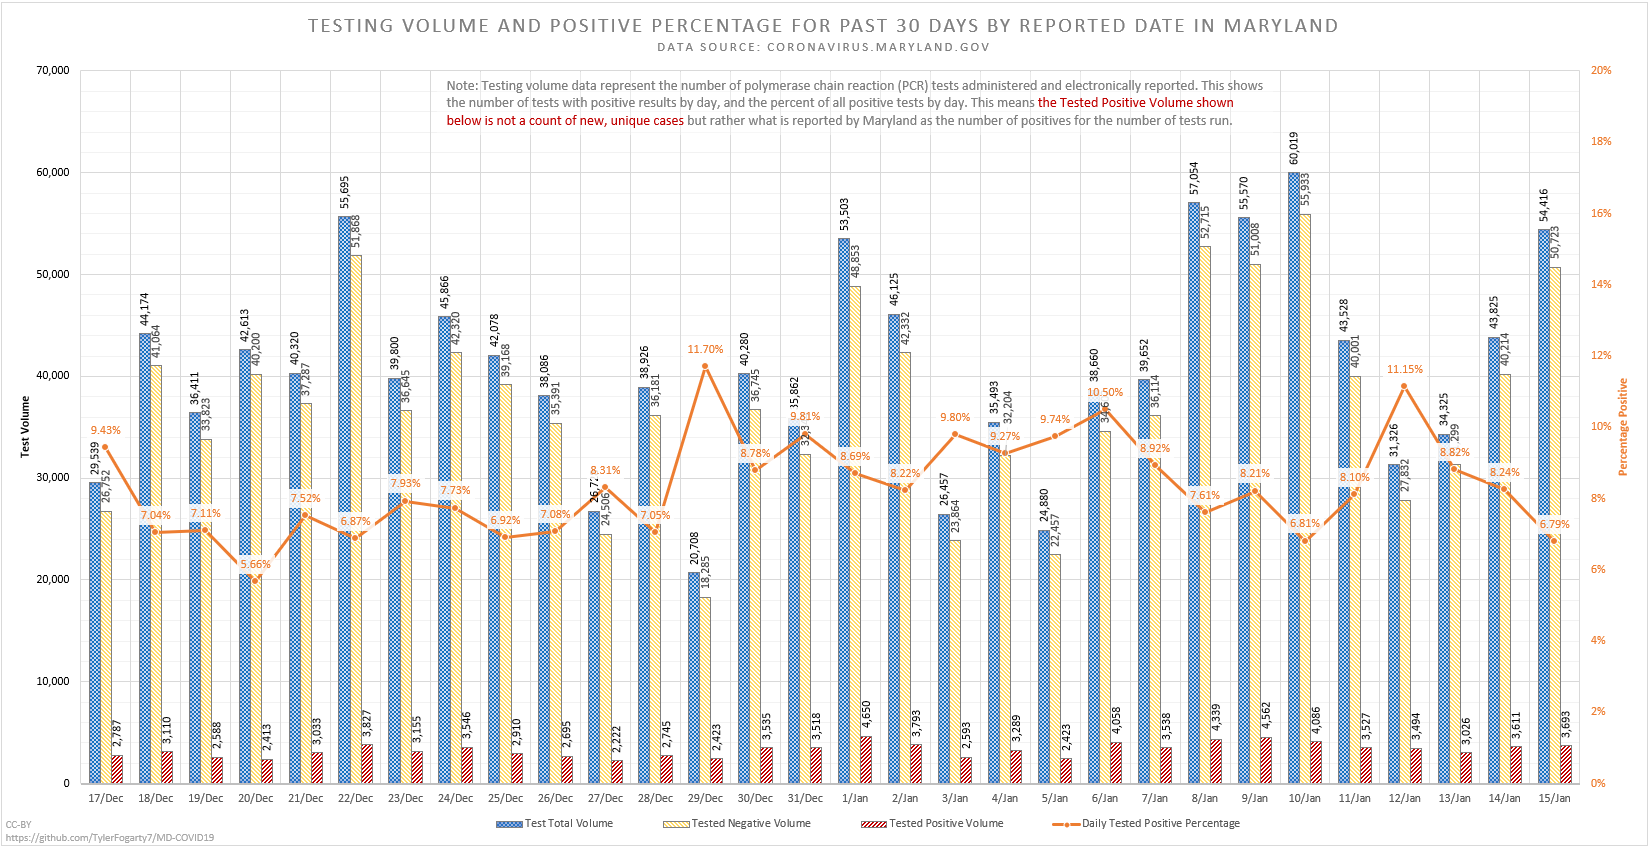 TESTING VOLUME AND POSITIVE PERCENTAGE FOR PAST 30 DAYS BY REPORTED DATE IN MARYLAND
DATA SOURCE: CORONAVIRUS.MARYLAND.GOV
Note: Testing volume data represent the number of polymerase chain reaction (PCR) tests administered and electronically reported. This shows
the number of tests with positive results by day, and the percent of all positive tests by day. This means the Tested Positive Volume shown
below is not a count of new, unique cases but rather what is reported by Maryland as the number of positives for the number of tests run.
Test Volume
70,000
60,000
50,000
40,000
30,000
20,000
10,000
0
Percentage Positive
20%
18%
16%
14%
12%
10%
8%
6%
4%
2%
0%
29,539 26,752 9.43% 2,787
44,174 41,064 7.04% 3,110
36,411 33,823 7.11% 2,588
42,613 40,200 5.66% 2,413
40,320 37,287 7.52% 3,033
55,695 51,868 6.87% 3,827
39,800 36,645 7.93% 3,155
45,866 42,320 7.73% 3,546
42,078 39,168 6.92% 2,910
38,086 35,391 7.08% 2,695
24,506 8.31% 2,222
38,926 36,181 7.05% 2,745
20,708 18,285 11.70% 2,423
40,280 36,745 8.78% 3,535
35,862 9.81% 3,518
53,503 48,853 8.69% 4,650
46,125 42,332 8.22% 3,793
26,457 23,864 9.80% 2,593
35,493 32,204 9.27% 3,289
24,880 22,457 9.74% 2,423
38,660 10.50% 4,058
39,652 36,114 8.92% 3,538
57,054 52,715 7.61% 4,339
55,570 51,008 8.21% 4,562
60,019 55,933 6.81% 4,086
43,528 40,001 8.10% 3,527
31,326 27,832 11.15% 3,494
34,325 8.82% 3,026
43,825 40,214 8.24% 3,611
54,416 50,723 6.79% 3,693
17/Dec 18/Dec 19/Dec 20/Dec 21/Dec 22/Dec 23/Dec 24/Dec 25/Dec 26/Dec 27/Dec 28/Dec 29/Dec 30/Dec 31/Dec 1/Jan 2/Jan 3/Jan 4/Jan 5/Jan 6/Jan 7/Jan 8/Jan 9/Jan 10/Jan 11/Jan 12/Jan 13/Jan 14/Jan 15/Jan
Test Total Volume Tested Negative Volume Tested Positive Volume Daily Tested Positive Percentage
CC-BY
https://github.com/TylerFogarty7/MD-COVID19